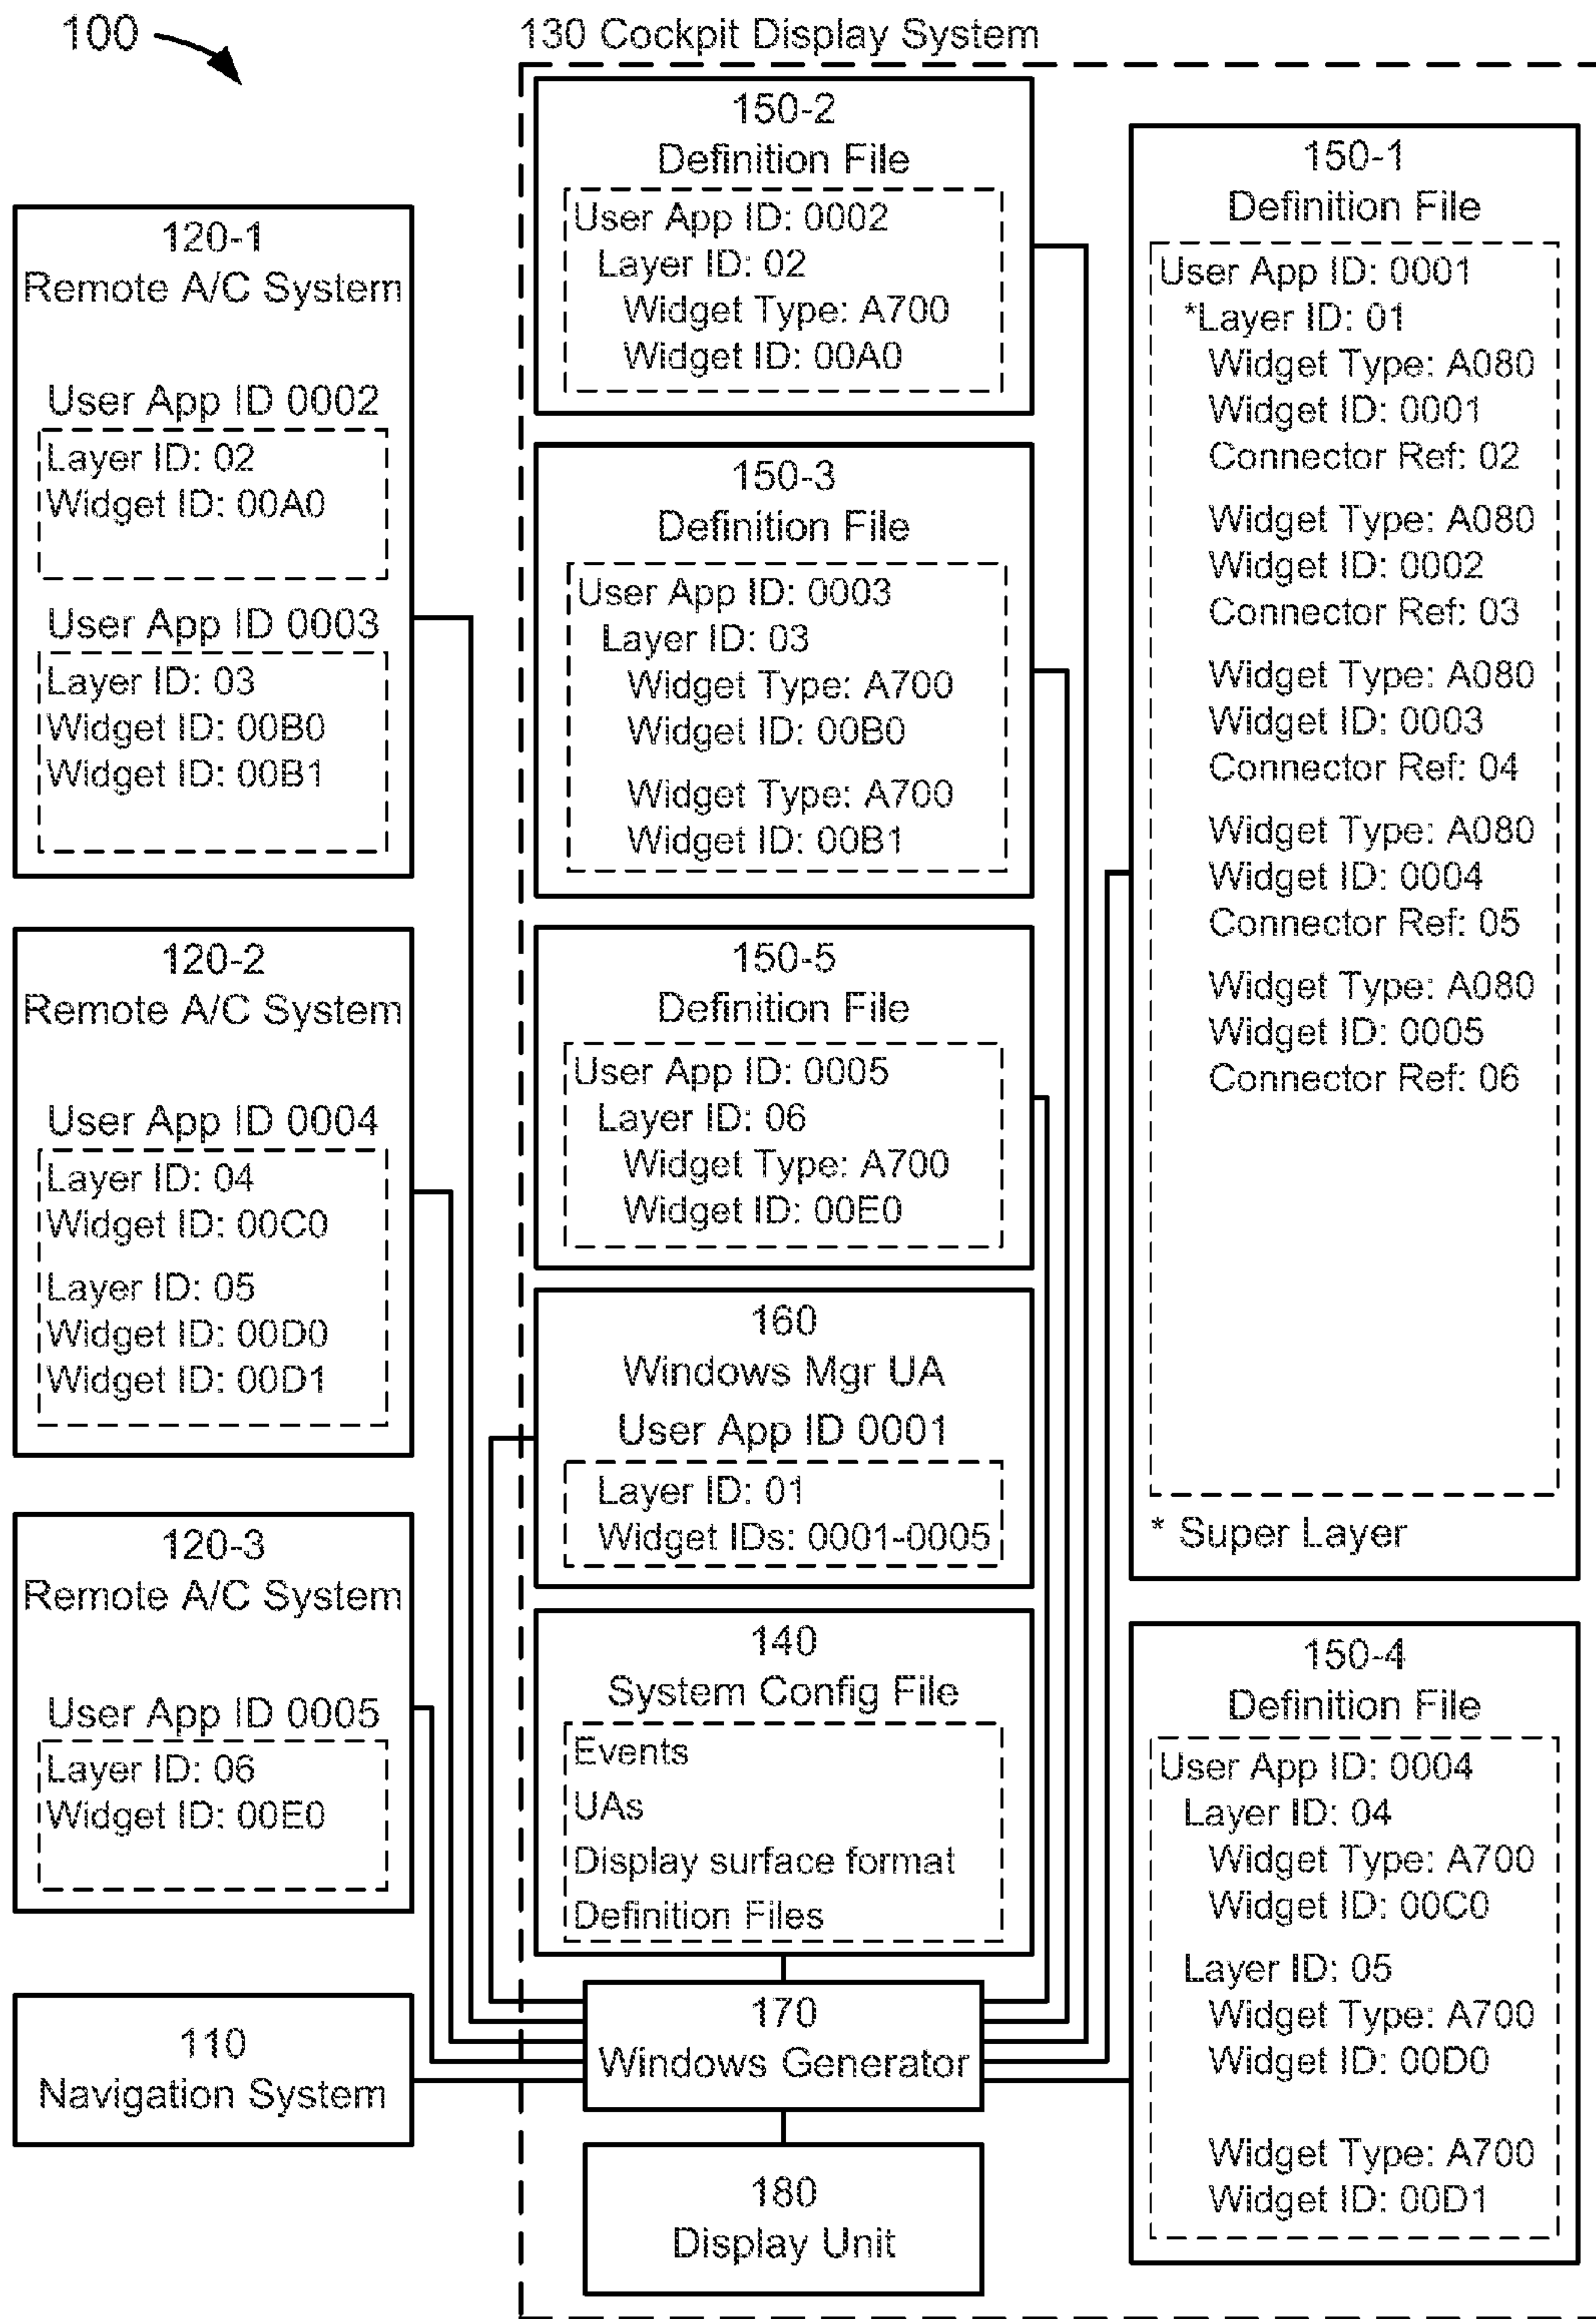 100
130 Cockpit Display System
120-1
Remote A/C System
User App ID 0002
Layer ID: 02
Widget ID: 00A0
User App ID 0003
Layer ID: 03
Widget ID: 00B0
Widget ID: 00B1
120-2
Remote A/C System
User App ID 0004
Layer ID: 04
Widget ID: 00C0
Layer ID: 05
Widget ID: 00D0
Widget ID: 00D1
120-3
Remote A/C System
User App ID 0005
Layer ID: 06
Widget ID: 00E0
110
Navigation System
150-2
Definition File
User App ID: 0002
Layer ID: 02
Widget Type: A700
Widget ID: 00A0
150-3
Definition File
User App ID: 0003
Layer ID: 03
Widget Type: A700
Widget ID: 00B0
Widget Type: A700
Widget ID: 00B1
150-5
Definition File
User App ID: 0005
Layer ID: 06
Widget Type: A700
Widget ID: 00E0
160
Windows Mgr UA
User App ID 0001
Layer ID: 01
Widget IDs: 0001-0005
140
System Config File
Events
UAs
Display surface format
Definition Files
170
Windows Generator
180
Display Unit
150-1
Definition File
User App ID: 0001
*Layer ID: 01
Widget Type: A080
Widget ID: 0001
Connector Ref: 02
Widget Type: A080
Widget ID: 0002
Connector Ref: 03
Widget Type: A080
Widget ID: 0003
Connector Ref: 04
Widget Type: A080
Widget ID: 0004
Connector Ref: 05
Widget Type: A080
Widget ID: 0005
Connector Ref: 06
* Super Layer
150-4
Definition File
User App ID: 0004
Layer ID: 04
Widget Type: A700
Widget ID: 00C0
Layer ID: 05
Widget Type: A700
Widget ID: 00D0
Widget Type: A700
Widget ID: 00D1